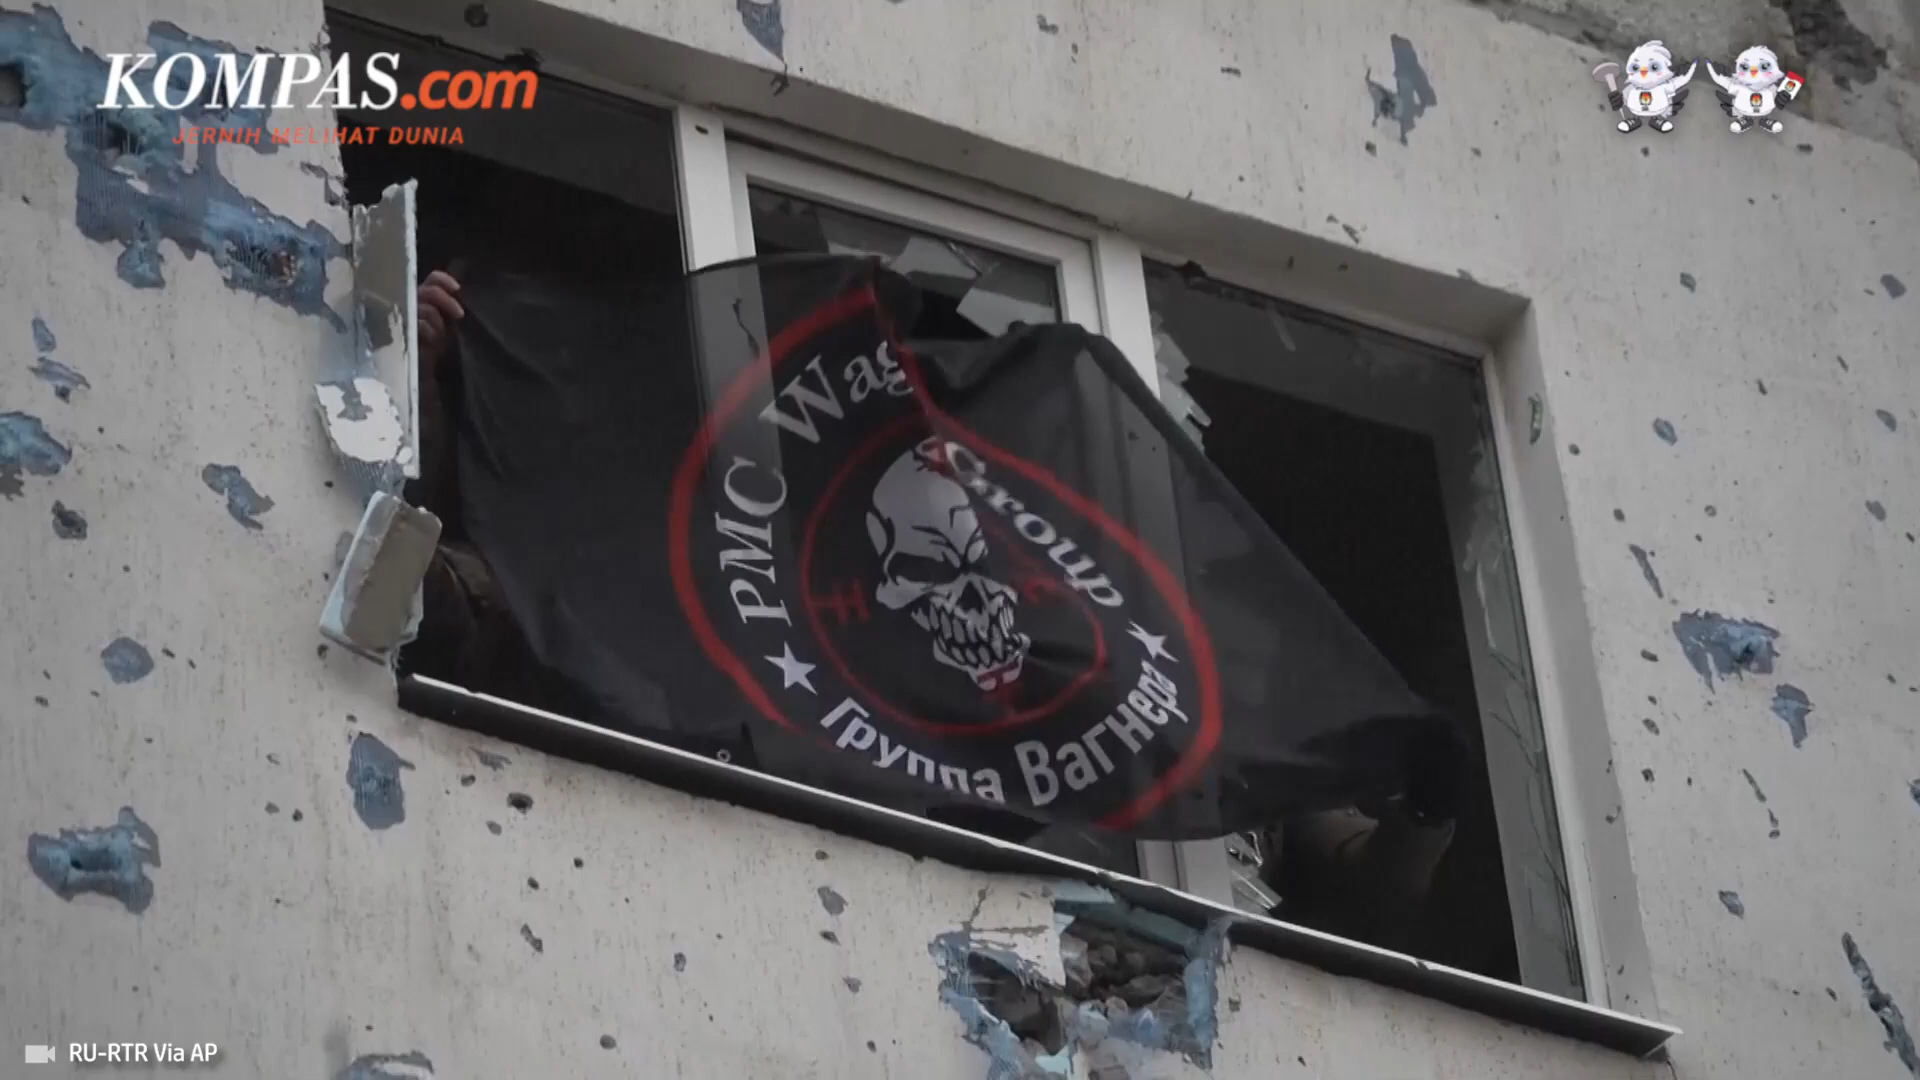 KOMPAS.com
JERNIH MELIHAT DUNIA
PMC Wag Group
Группа Вагнера
RU-RTR Via AP